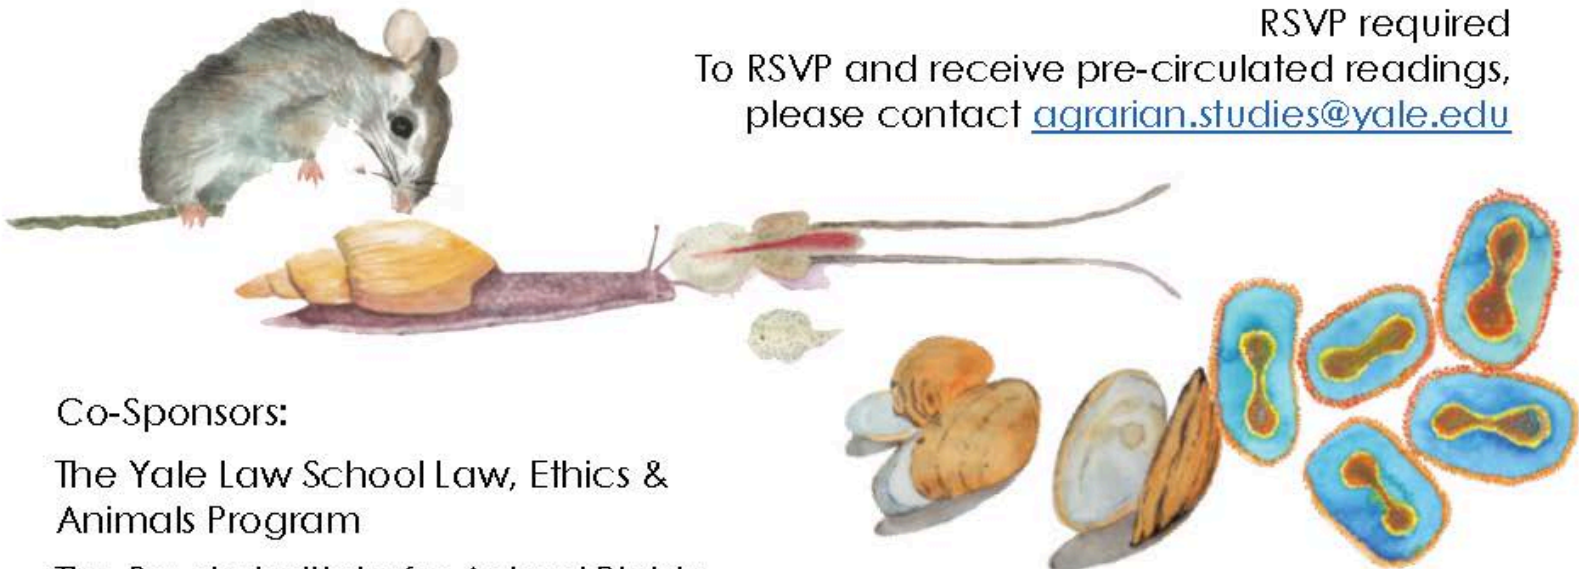 RSVP required
To RSVP and receive pre-circulated readings,
please contact agrarian.studies@yale.edu
Co-Sponsors:
The Yale Law School Law, Ethics &
Animals Program